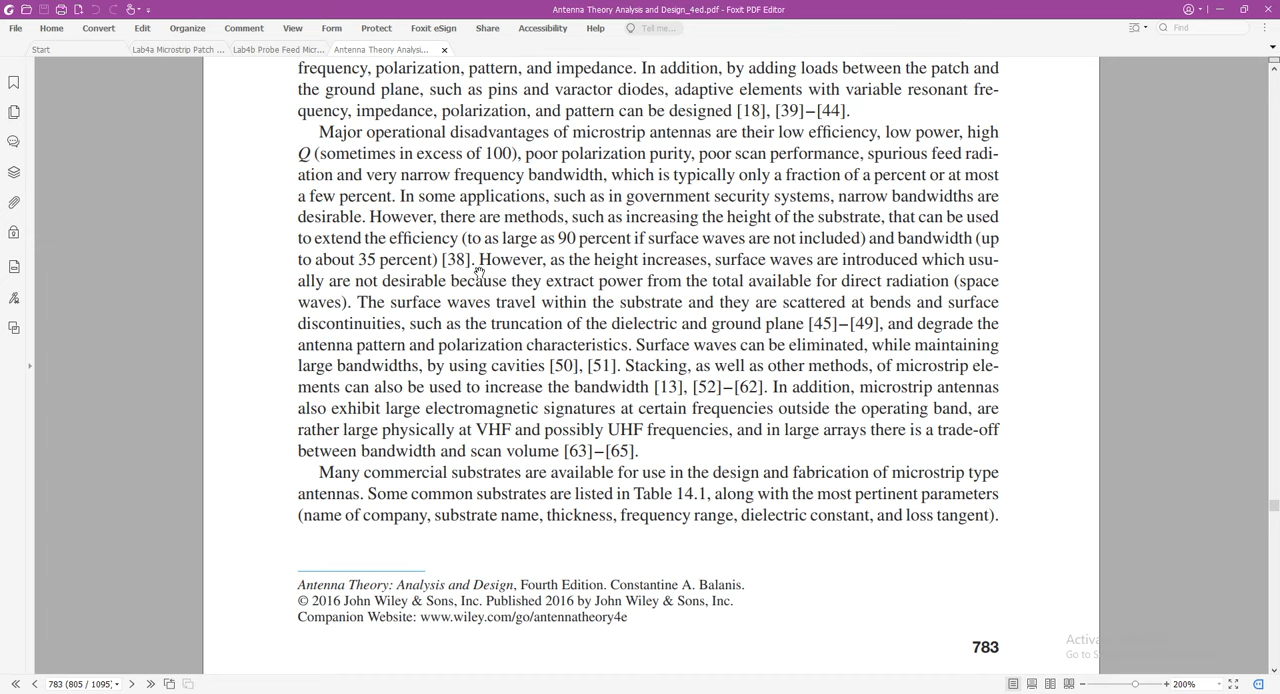 Antenna Theory Analysis and Design_4ed.pdf - Foxit PDF Editor
File Home Convert Edit Organize Comment View Form Protect Foxit eSign Share Accessibility Help Tell me... Find
Start Lab4a Microstrip Patch ... Lab4b Probe Feed Micr... Antenna Theory Analysi...
frequency, polarization, pattern, and impedance. In addition, by adding loads between the patch and
the ground plane, such as pins and varactor diodes, adaptive elements with variable resonant fre-
quency, impedance, polarization, and pattern can be designed [18], [39]–[44].
Major operational disadvantages of microstrip antennas are their low efficiency, low power, high
Q (sometimes in excess of 100), poor polarization purity, poor scan performance, spurious feed radi-
ation and very narrow frequency bandwidth, which is typically only a fraction of a percent or at most
a few percent. In some applications, such as in government security systems, narrow bandwidths are
desirable. However, there are methods, such as increasing the height of the substrate, that can be used
to extend the efficiency (to as large as 90 percent if surface waves are not included) and bandwidth (up
to about 35 percent) [38]. However, as the height increases, surface waves are introduced which usu-
ally are not desirable because they extract power from the total available for direct radiation (space
waves). The surface waves travel within the substrate and they are scattered at bends and surface
discontinuities, such as the truncation of the dielectric and ground plane [45]–[49], and degrade the
antenna pattern and polarization characteristics. Surface waves can be eliminated, while maintaining
large bandwidths, by using cavities [50], [51]. Stacking, as well as other methods, of microstrip ele-
ments can also be used to increase the bandwidth [13], [52]–[62]. In addition, microstrip antennas
also exhibit large electromagnetic signatures at certain frequencies outside the operating band, are
rather large physically at VHF and possibly UHF frequencies, and in large arrays there is a trade-off
between bandwidth and scan volume [63]–[65].
Many commercial substrates are available for use in the design and fabrication of microstrip type
antennas. Some common substrates are listed in Table 14.1, along with the most pertinent parameters
(name of company, substrate name, thickness, frequency range, dielectric constant, and loss tangent).
Antenna Theory: Analysis and Design, Fourth Edition. Constantine A. Balanis.
© 2016 John Wiley & Sons, Inc. Published 2016 by John Wiley & Sons, Inc.
Companion Website: www.wiley.com/go/antennatheory4e
783
Go to
783 (805 / 1095) 200%